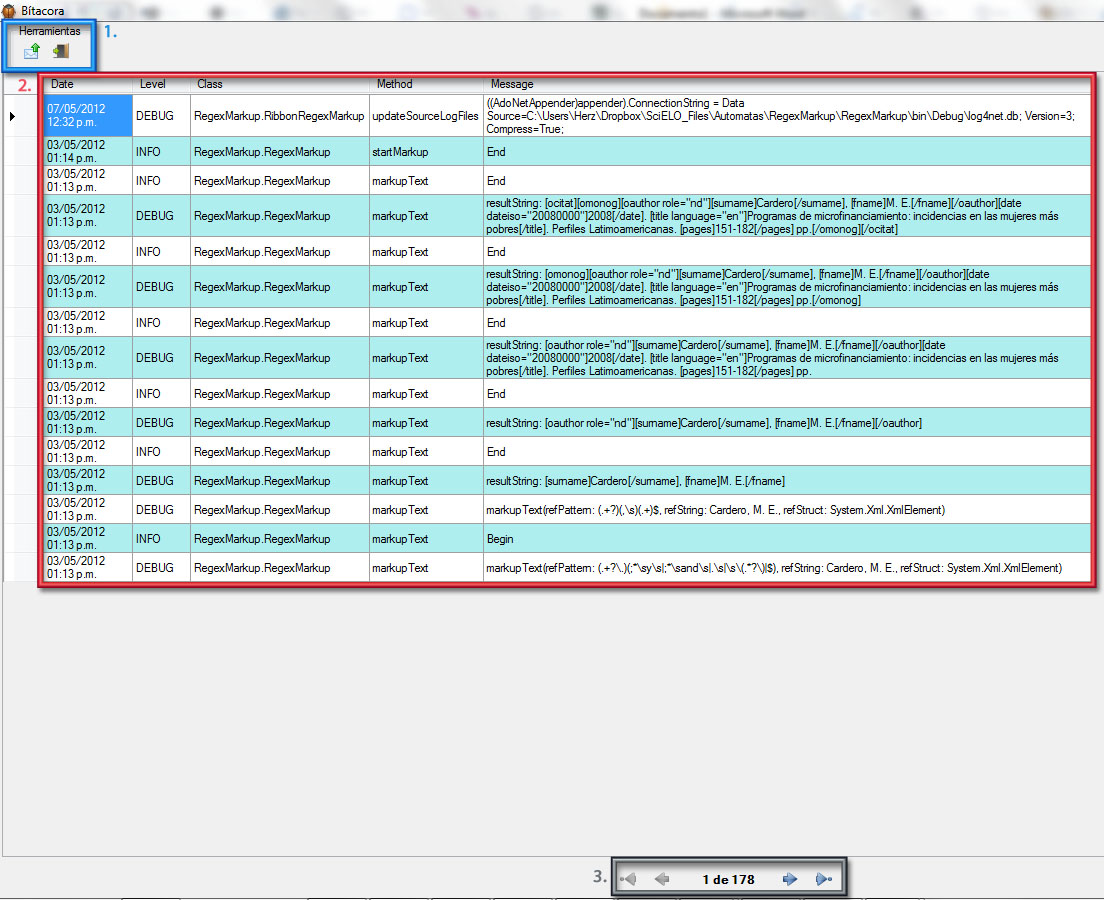 Bítacora
Herramientas
1.
2.
Date Level Class Method Message
07/05/2012
12:32 p.m. DEBUG RegexMarkup.RibbonRegexMarkup updateSourceLogFiles ((AdoNetAppender)appender).ConnectionString = Data
Source=C:\Users\Herz\Dropbox\SciELO_Files\Automatas\RegexMarkup\RegexMarkup\bin\Debug\log4net.db; Version=3;
Compress=True;
03/05/2012
01:14 p.m. INFO RegexMarkup.RegexMarkup startMarkup End
03/05/2012
01:13 p.m. INFO RegexMarkup.RegexMarkup markupText End
03/05/2012
01:13 p.m. DEBUG RegexMarkup.RegexMarkup markupText resultString: [ocitat][omonog][oauthor role="nd"][surname]Cardero[/surname], [fname]M. E.[/fname][/oauthor][date
dateiso="20080000"]2008[/date]. [title language="en"]Programas de microfinanciamiento: incidencias en las mujeres más
pobres[/title]. Perfiles Latinoamericanas. [pages]151-182[/pages] pp.[/omonog][/ocitat]
03/05/2012
01:13 p.m. INFO RegexMarkup.RegexMarkup markupText End
03/05/2012
01:13 p.m. DEBUG RegexMarkup.RegexMarkup markupText resultString: [omonog][oauthor role="nd"][surname]Cardero[/surname], [fname]M. E.[/fname][/oauthor][date
dateiso="20080000"]2008[/date]. [title language="en"]Programas de microfinanciamiento: incidencias en las mujeres más
pobres[/title]. Perfiles Latinoamericanas. [pages]151-182[/pages] pp.[/omonog]
03/05/2012
01:13 p.m. INFO RegexMarkup.RegexMarkup markupText End
03/05/2012
01:13 p.m. DEBUG RegexMarkup.RegexMarkup markupText resultString: [oauthor role="nd"][surname]Cardero[/surname], [fname]M. E.[/fname][/oauthor][date
dateiso="20080000"]2008[/date]. [title language="en"]Programas de microfinanciamiento: incidencias en las mujeres más
pobres[/title]. Perfiles Latinoamericanas. [pages]151-182[/pages] pp.
03/05/2012
01:13 p.m. INFO RegexMarkup.RegexMarkup markupText End
03/05/2012
01:13 p.m. DEBUG RegexMarkup.RegexMarkup markupText resultString: [oauthor role="nd"][surname]Cardero[/surname], [fname]M. E.[/fname][/oauthor]
03/05/2012
01:13 p.m. INFO RegexMarkup.RegexMarkup markupText End
03/05/2012
01:13 p.m. DEBUG RegexMarkup.RegexMarkup markupText resultString: [surname]Cardero[/surname], [fname]M. E.[/fname]
03/05/2012
01:13 p.m. DEBUG RegexMarkup.RegexMarkup markupText markupText(refPattern: (.+?)(,\s)(.+)$, refString: Cardero, M. E., refStruct: System.Xml.XmlElement)
03/05/2012
01:13 p.m. INFO RegexMarkup.RegexMarkup markupText Begin
03/05/2012
01:13 p.m. DEBUG RegexMarkup.RegexMarkup markupText markupText(refPattern: (.+?\.)(;*\sy\s|;*\sand\s|.\s|\s\(.*?\)|$), refString: Cardero, M. E., refStruct: System.Xml.XmlElement)
3.
1 de 178